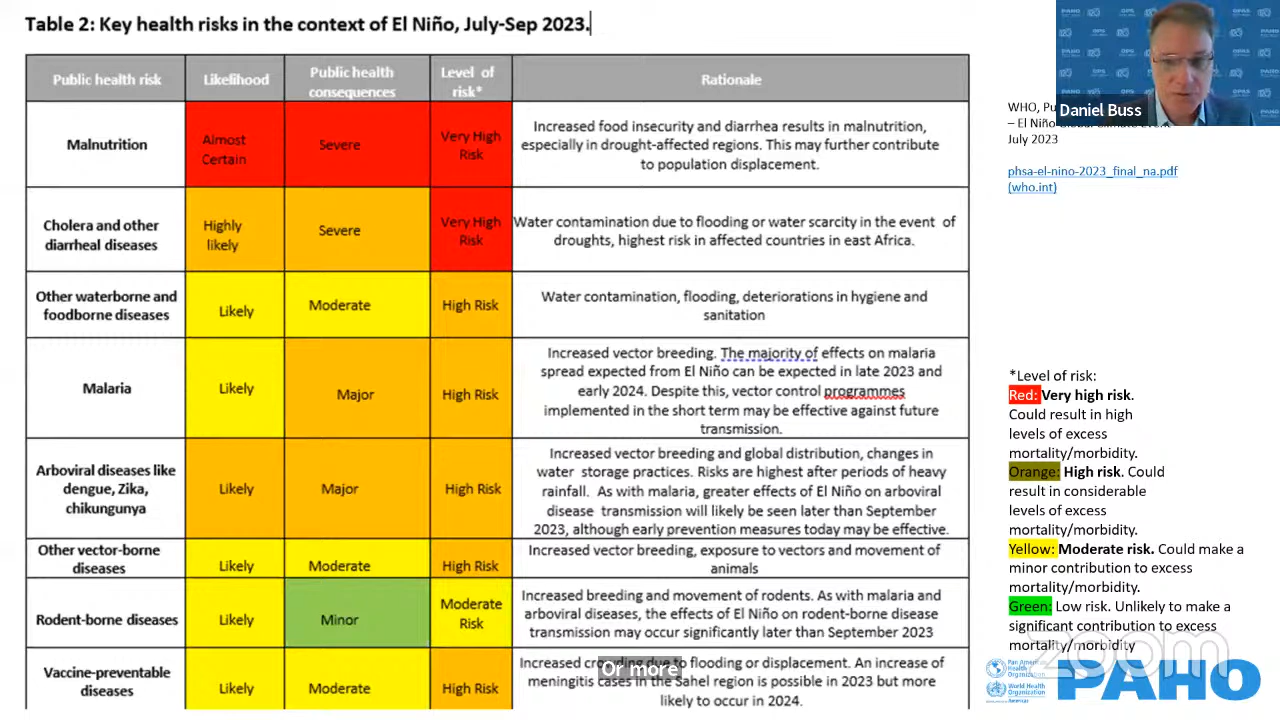 Table 2: Key health risks in the context of El Niño, July-Sep 2023.
Public health risk
Likelihood
Public health
consequences
Level of
risk*
Rationale
Malnutrition
Almost
Certain
Severe
Very High
Risk
Increased food insecurity and diarrhea results in malnutrition,
especially in drought-affected regions. This may further contribute
to population displacement.
Cholera and other
diarrheal diseases
Highly
likely
Severe
Very High
Risk
Water contamination due to flooding or water scarcity in the event of
droughts, highest risk in affected countries in east Africa.
Other waterborne and
foodborne diseases
Likely
Moderate
High Risk
Water contamination, flooding, deteriorations in hygiene and
sanitation
Malaria
Likely
Major
High Risk
Increased vector breeding. The majority of effects on malaria
spread expected from El Niño can be expected in late 2023 and
early 2024. Despite this, vector control programmes
implemented in the short term may be effective against future
transmission.
Arboviral diseases like
dengue, Zika,
chikungunya
Likely
Major
High Risk
Increased vector breeding and global distribution, changes in
water storage practices. Risks are highest after periods of heavy
rainfall. As with malaria, greater effects of El Niño on arboviral
disease transmission will likely be seen later than September
2023, although early prevention measures today may be effective.
Other vector-borne
diseases
Likely
Moderate
High Risk
Increased vector breeding, exposure to vectors and movement of
animals
Rodent-borne diseases
Likely
Minor
Moderate
Risk
Increased breeding and movement of rodents. As with malaria and
arboviral diseases, the effects of El Niño on rodent-borne disease
transmission may occur significantly later than September 2023
Vaccine-preventable
diseases
Likely
Moderate
High Risk
Increased due to flooding or displacement. An increase of
meningitis cases in the Sahel region is possible in 2023 but more
likely to occur in 2024.
Or more
Daniel Buss
WHO,
– El Niño
July 2023
phsa-el-nino-2023_final_na.pdf
(who.int)
*Level of risk:
Red: Very high risk.
Could result in high
levels of excess
mortality/morbidity.
Orange: High risk. Could
result in considerable
levels of excess
mortality/morbidity.
Yellow: Moderate risk. Could make a
minor contribution to excess
mortality/morbidity.
Green: Low risk. Unlikely to make a
significant contribution to excess
mortality/morbidity
zoom
Pan American
Health
Organization
World Health
Organization
Americas
PAHO